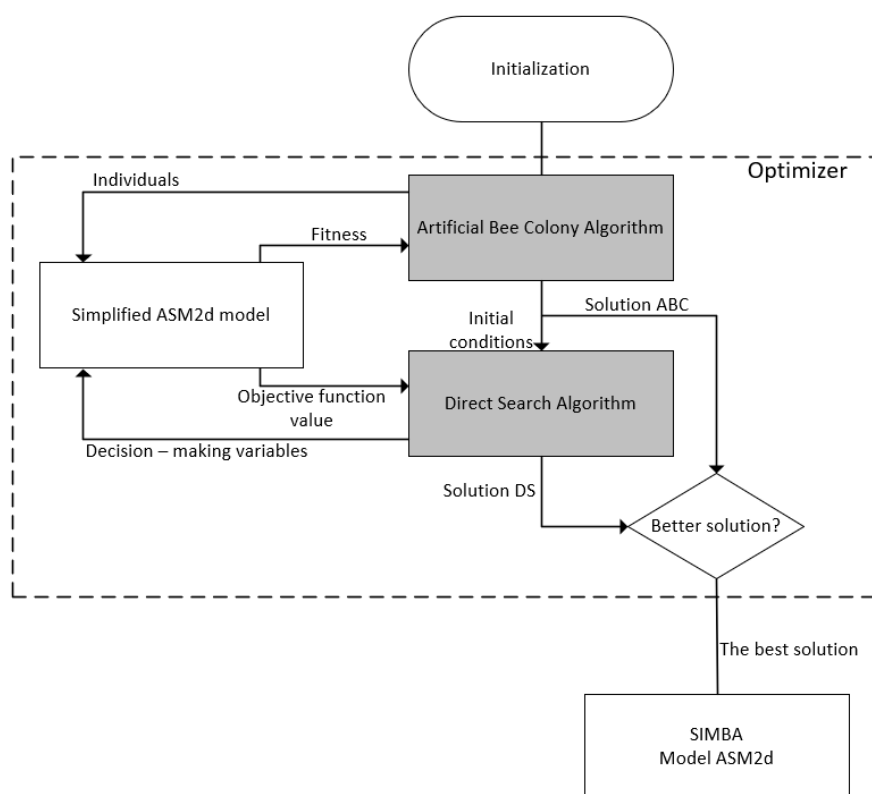 Initialization
Optimizer
Individuals
Artificial Bee Colony Algorithm
Fitness
Simplified ASM2d model
Solution ABC
Initial
conditions
Direct Search Algorithm
Objective function
value
Decision – making variables
Solution DS
Better solution?
The best solution
SIMBA
Model ASM2d